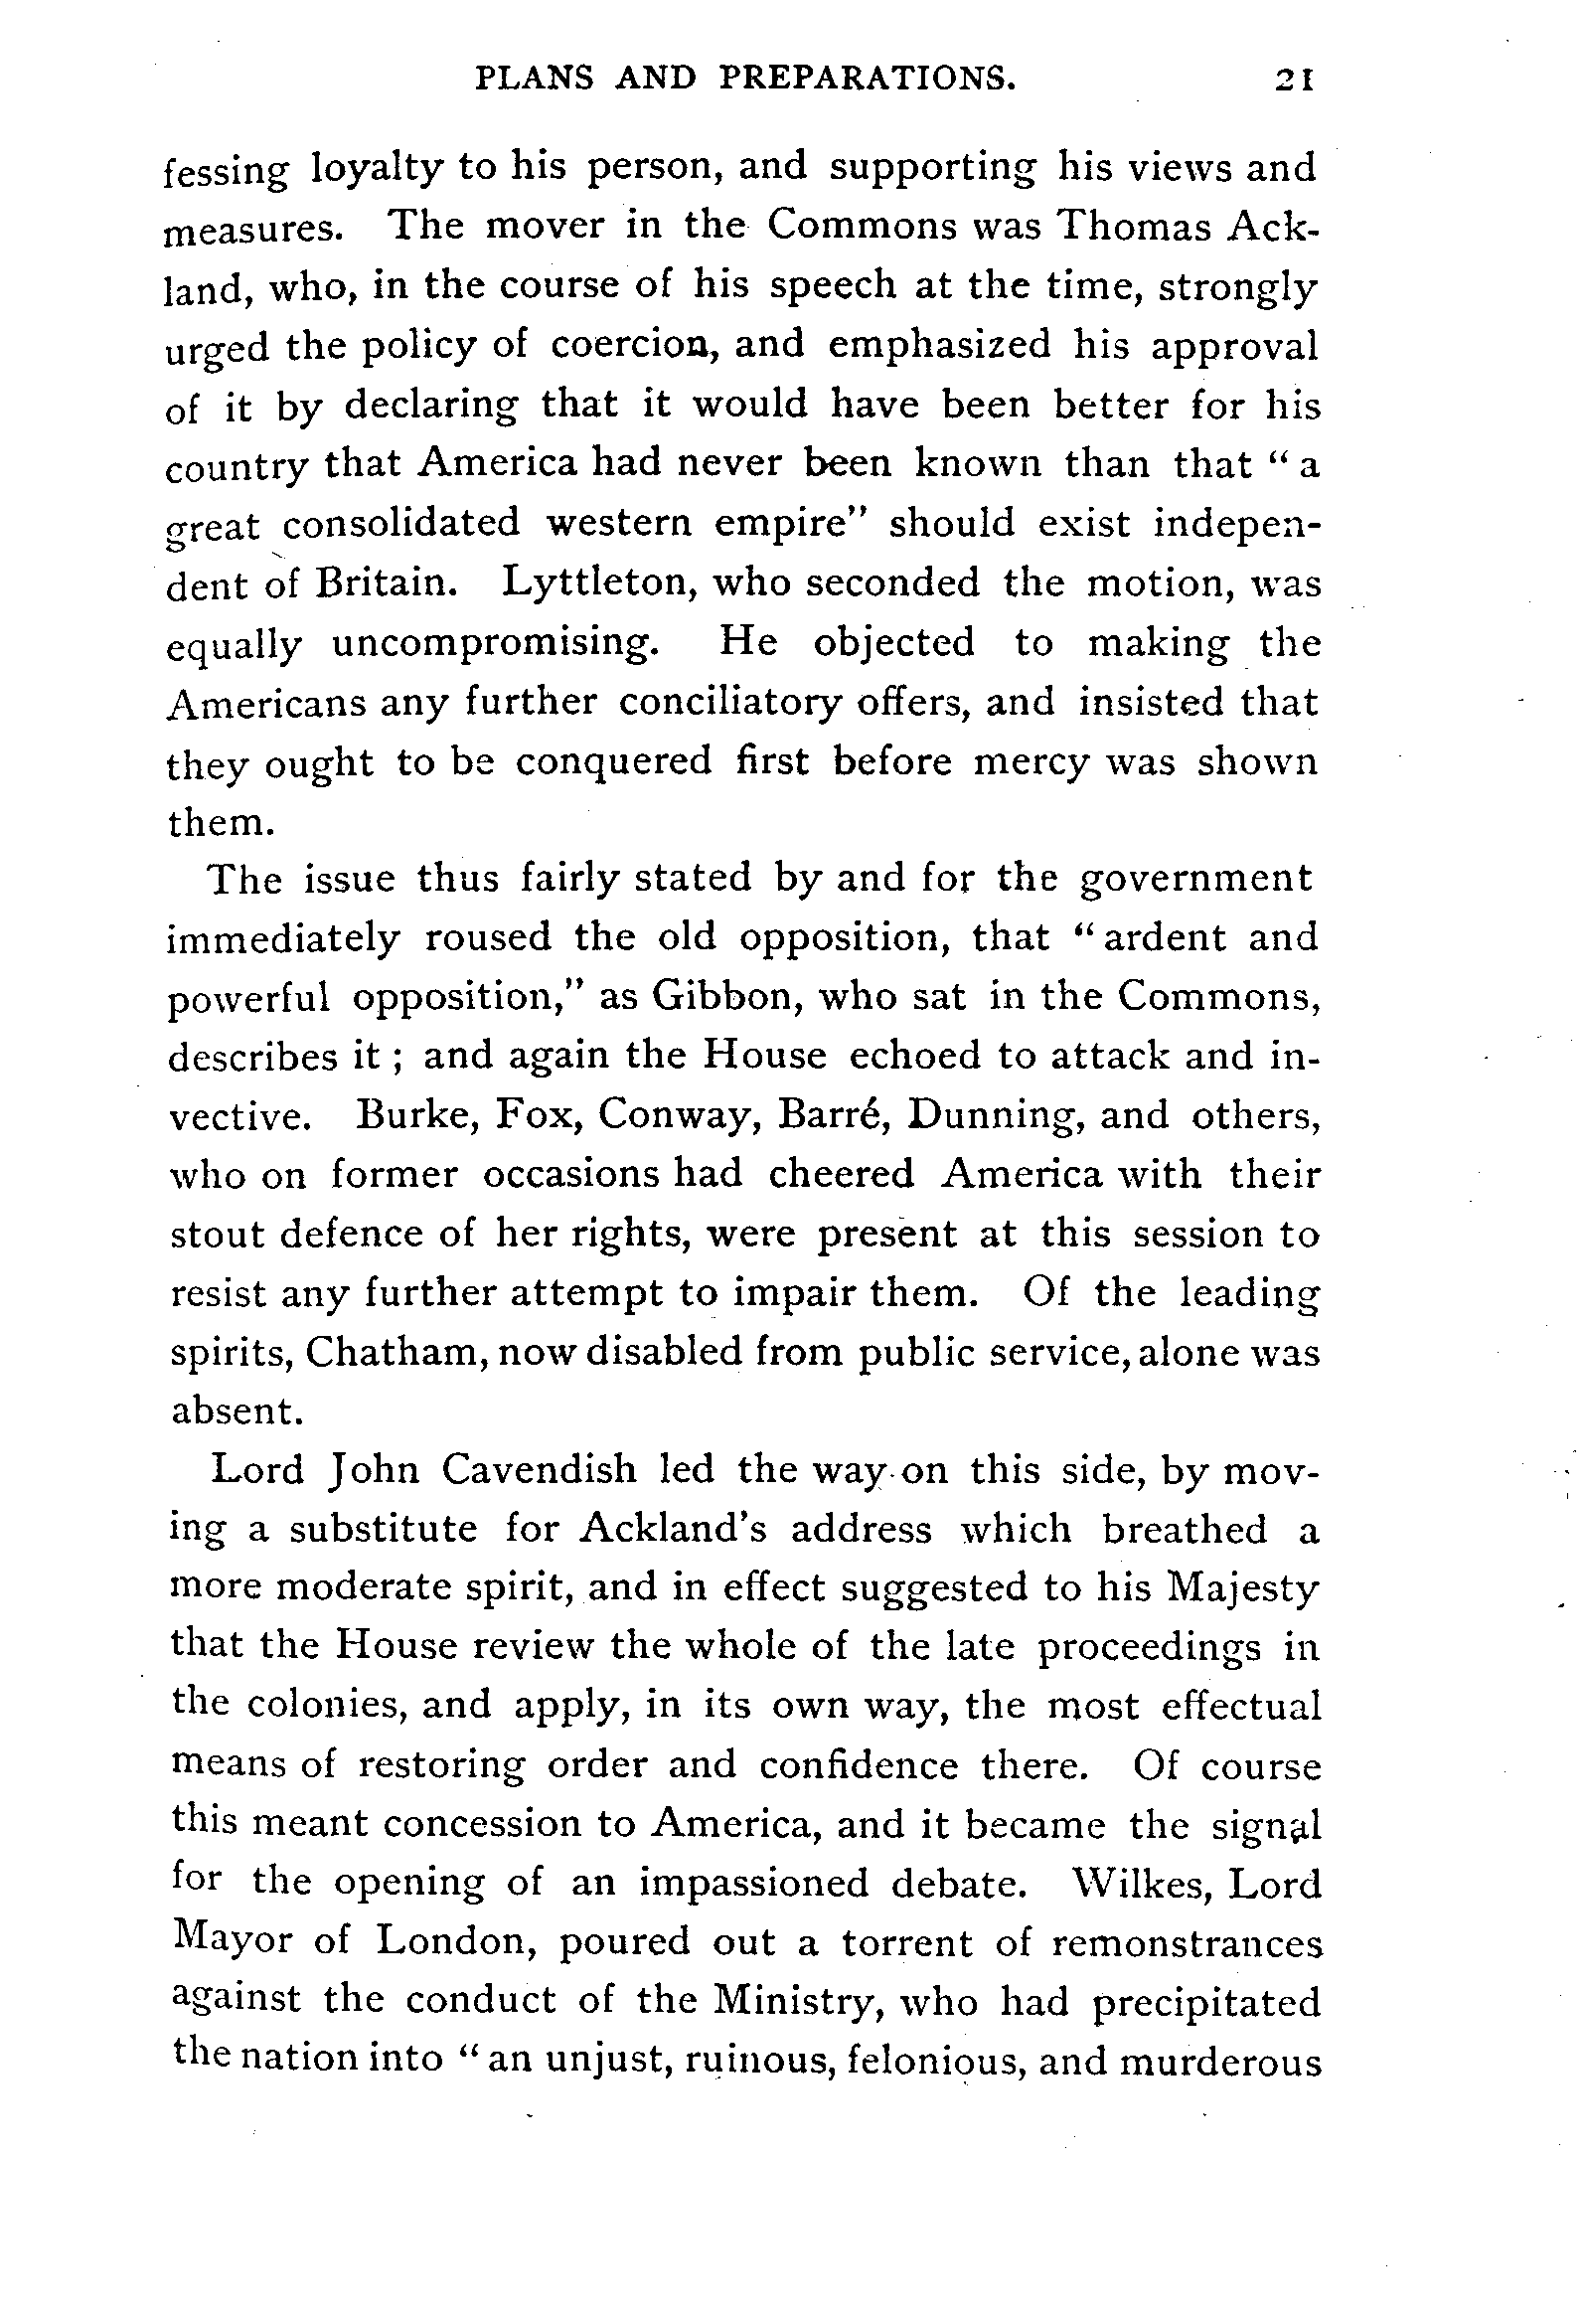 PLANS AND PREPARATIONS. 21
fessing loyalty to his person, and supporting his views and
measures. The mover in the Commons was Thomas Ack-
land, who, in the course of his speech at the time, strongly
urged the policy of coercion, and emphasized his approval
of it by declaring that it would have been better for his
country that America had never been known than that “ a
great consolidated western empire” should exist indepen-
dent of Britain. Lyttleton, who seconded the motion, was
equally uncompromising. He objected to making the
Americans any further conciliatory offers, and insisted that
they ought to be conquered first before mercy was shown
them.
The issue thus fairly stated by and for the government
immediately roused the old opposition, that “ ardent and
powerful opposition,” as Gibbon, who sat in the Commons,
describes it ; and again the House echoed to attack and in-
vective. Burke, Fox, Conway, Barré, Dunning, and others,
who on former occasions had cheered America with their
stout defence of her rights, were present at this session to
resist any further attempt to impair them. Of the leading
spirits, Chatham, now disabled from public service, alone was
absent.
Lord John Cavendish led the way on this side, by mov-
ing a substitute for Ackland’s address which breathed a
more moderate spirit, and in effect suggested to his Majesty
that the House review the whole of the late proceedings in
the colonies, and apply, in its own way, the most effectual
means of restoring order and confidence there. Of course
this meant concession to America, and it became the signal
for the opening of an impassioned debate. Wilkes, Lord
Mayor of London, poured out a torrent of remonstrances
against the conduct of the Ministry, who had precipitated
the nation into “ an unjust, ruinous, felonious, and murderous